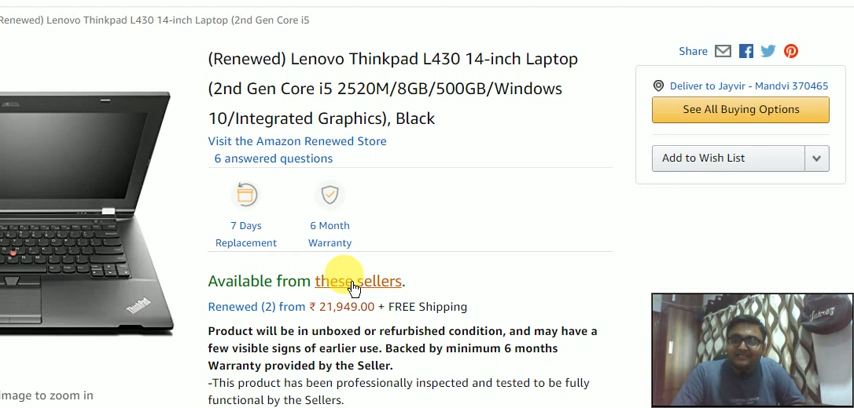 Renewed) Lenovo Thinkpad L430 14-inch Laptop (2nd Gen Core i5
(Renewed) Lenovo Thinkpad L430 14-inch Laptop
(2nd Gen Core i5 2520M/8GB/500GB/Windows
10/Integrated Graphics), Black
Visit the Amazon Renewed Store
6 answered questions
7 Days
Replacement
6 Month
Warranty
Available from these sellers.
Renewed (2) from ₹ 21,949.00 + FREE Shipping
Product will be in unboxed or refurbished condition, and may have a
few visible signs of earlier use. Backed by minimum 6 months
Warranty provided by the Seller.
-This product has been professionally inspected and tested to be fully
functional by the Sellers.
image to zoom in
ThinkPad
Share
Deliver to Jayvir - Mandvi 370465
See All Buying Options
Add to Wish List